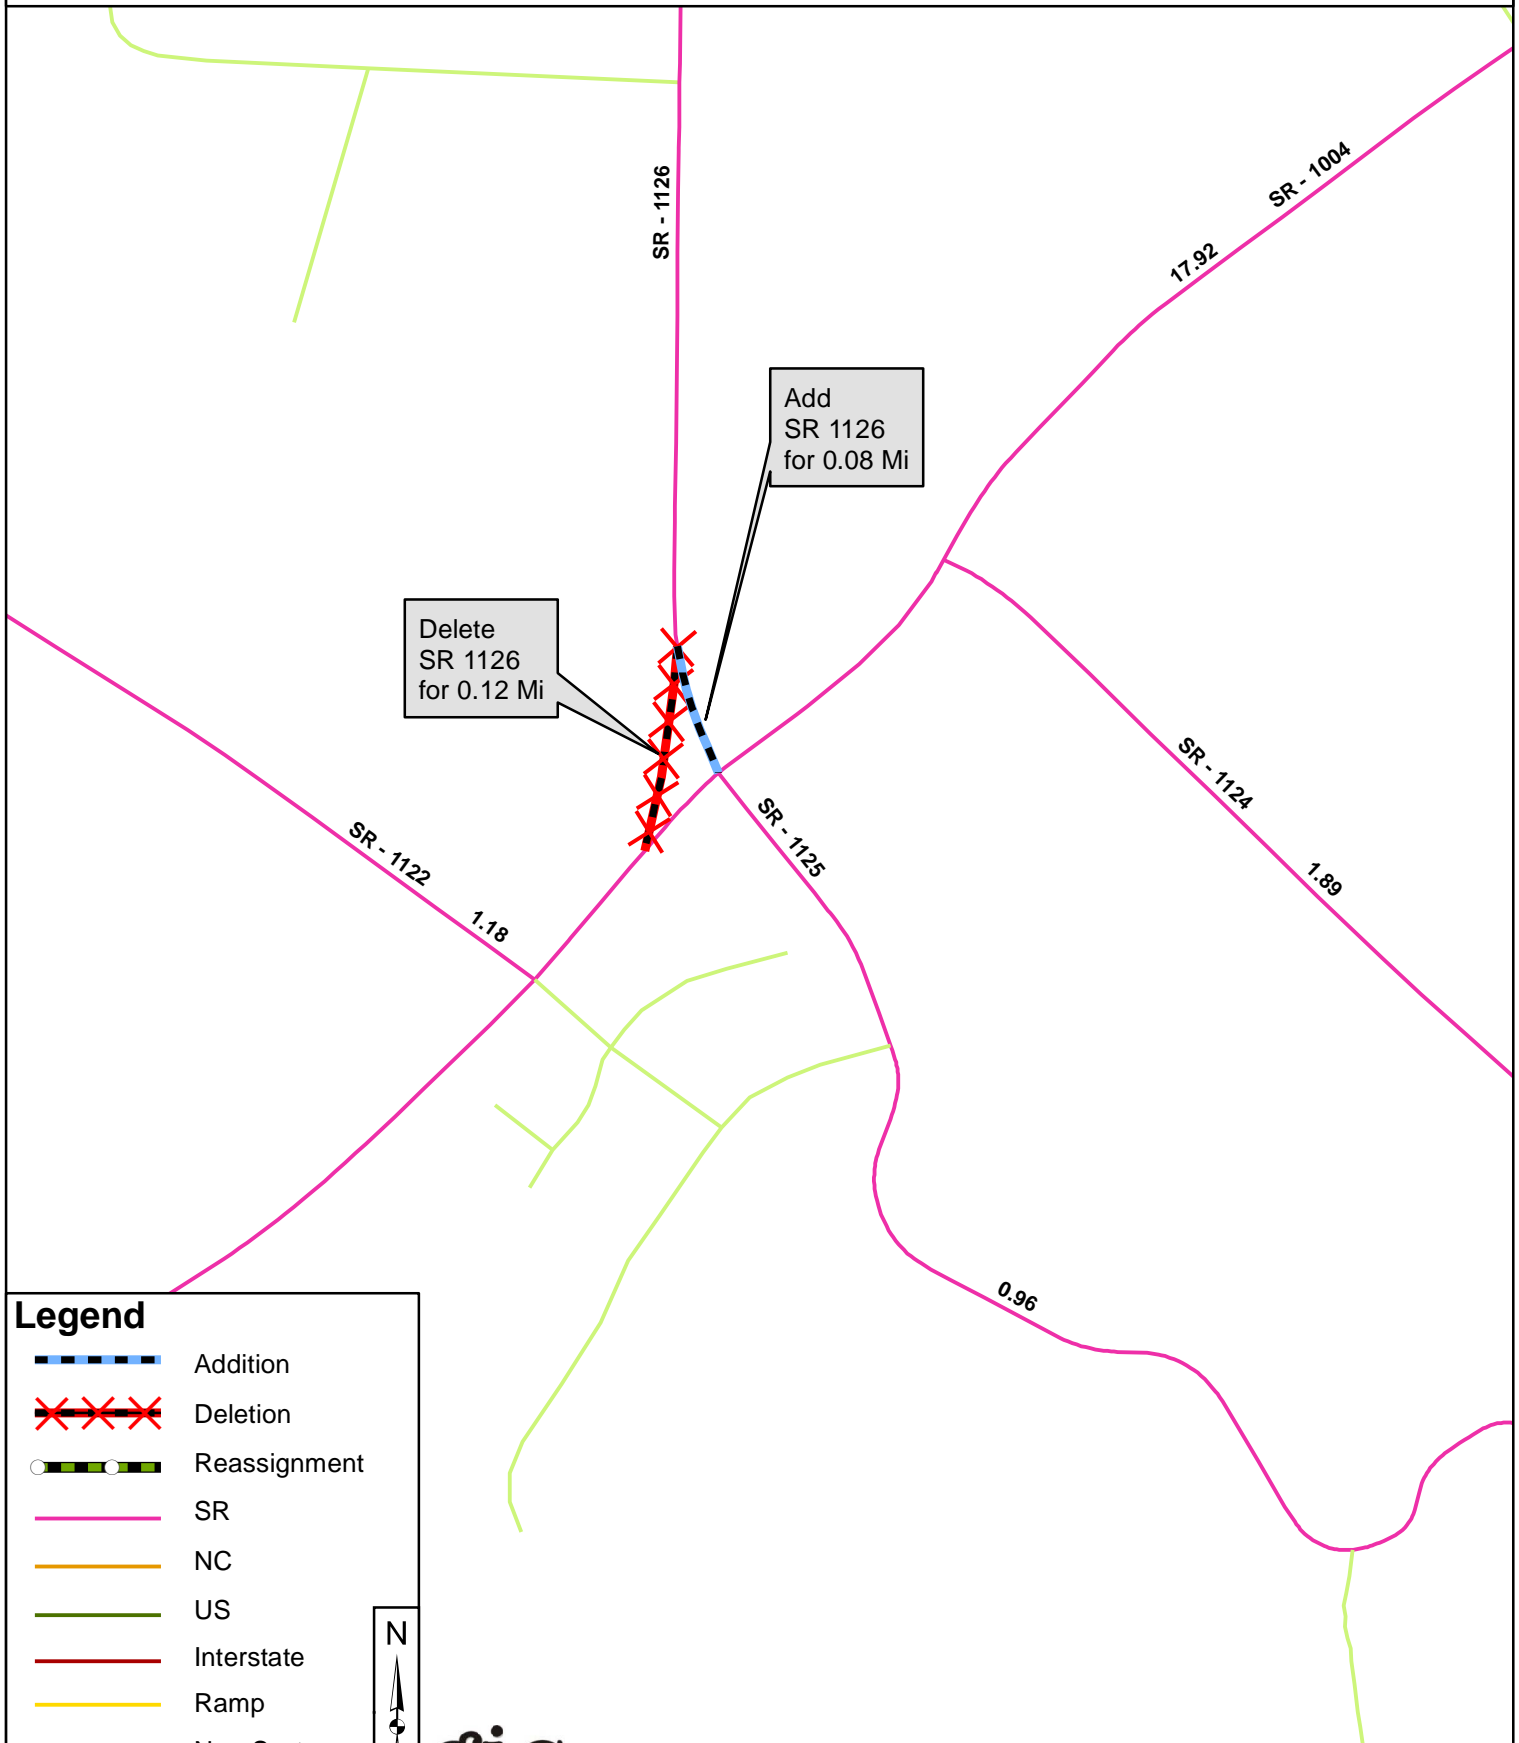 SR - 1126
SR - 1004
17.92
Add
SR 1126
for 0.08 Mi
Delete
SR 1126
for 0.12 Mi
SR - 1124
SR - 1125
SR - 1122
1.89
1.18
0.96
Legend
Addition
Deletion
Reassignment
SR
NC
US
Interstate
Ramp
N